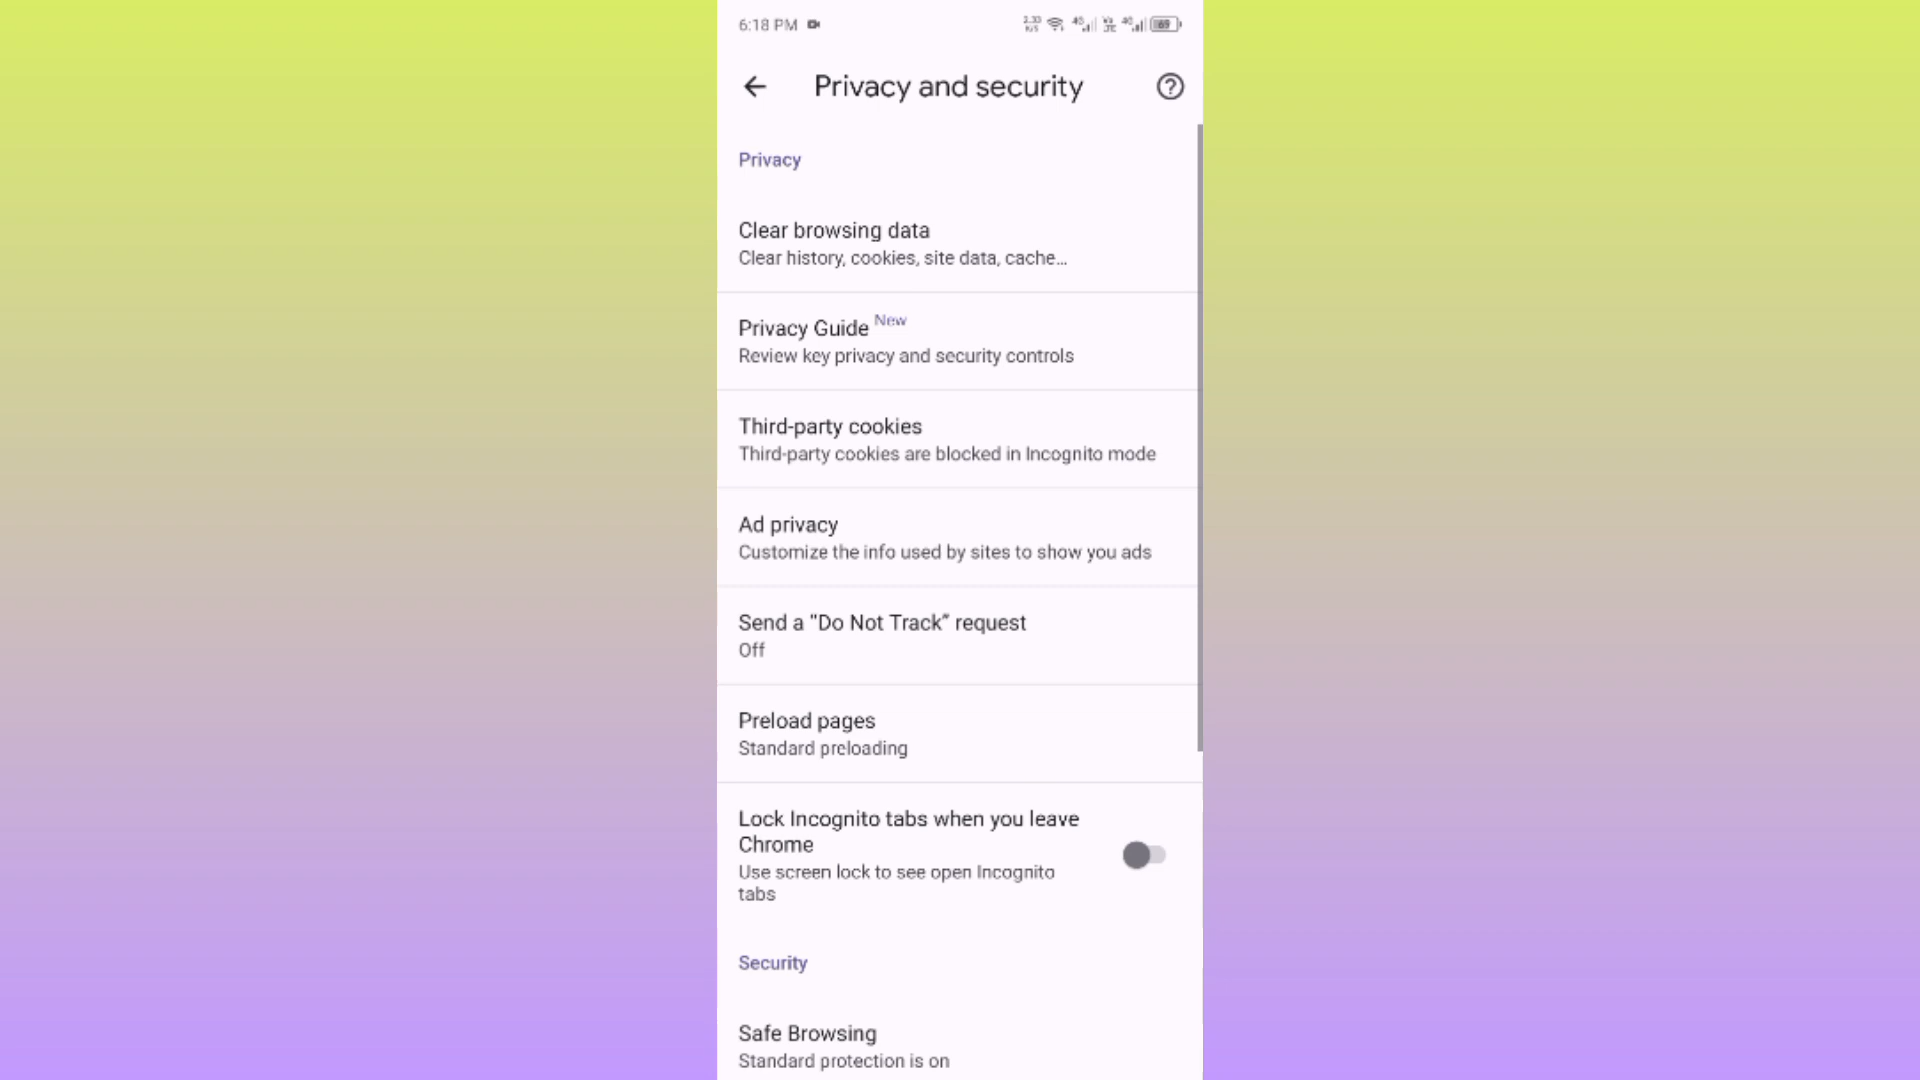 6:18 PM
Privacy and security
Privacy
Clear browsing data
Clear history, cookies, site data, cache…
Privacy Guide New
Review key privacy and security controls
Third-party cookies
Third-party cookies are blocked in Incognito mode
Ad privacy
Customize the info used by sites to show you ads
Send a “Do Not Track” request
Off
Preload pages
Standard preloading
Lock Incognito tabs when you leave
Chrome
Use screen lock to see open Incognito
tabs
Security
Safe Browsing
Standard protection is on